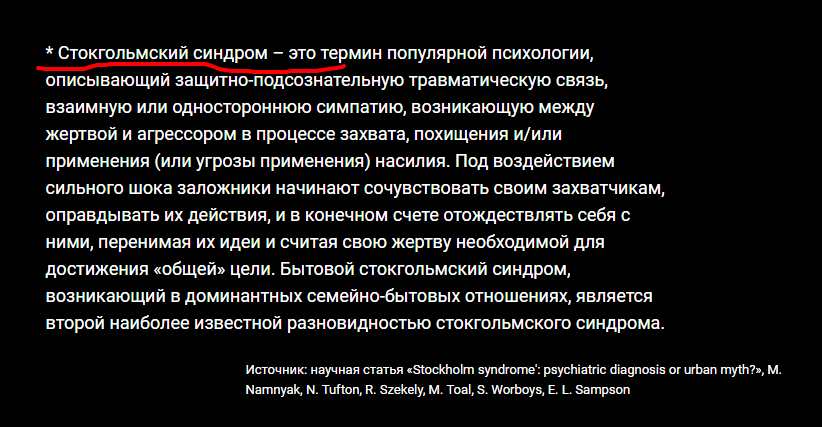 * Стокгольмский синдром – это термин популярной психологии,
описывающий защитно-подсознательную травматическую связь,
взаимную или одностороннюю симпатию, возникающую между
жертвой и агрессором в процессе захвата, похищения и/или
применения (или угрозы применения) насилия. Под воздействием
сильного шока заложники начинают сочувствовать своим захватчикам,
оправдывать их действия, и в конечном счете отождествлять себя с
ними, перенимая их идеи и считая свою жертву необходимой для
достижения «общей» цели. Бытовой стокгольмский синдром,
возникающий в доминантных семейно-бытовых отношениях, является
второй наиболее известной разновидностью стокгольмского синдрома.
Источник: научная статья «Stockholm syndrome': psychiatric diagnosis or urban myth?», M.
Namnyak, N. Tufton, R. Szekely, M. Toal, S. Worboys, E. L. Sampson